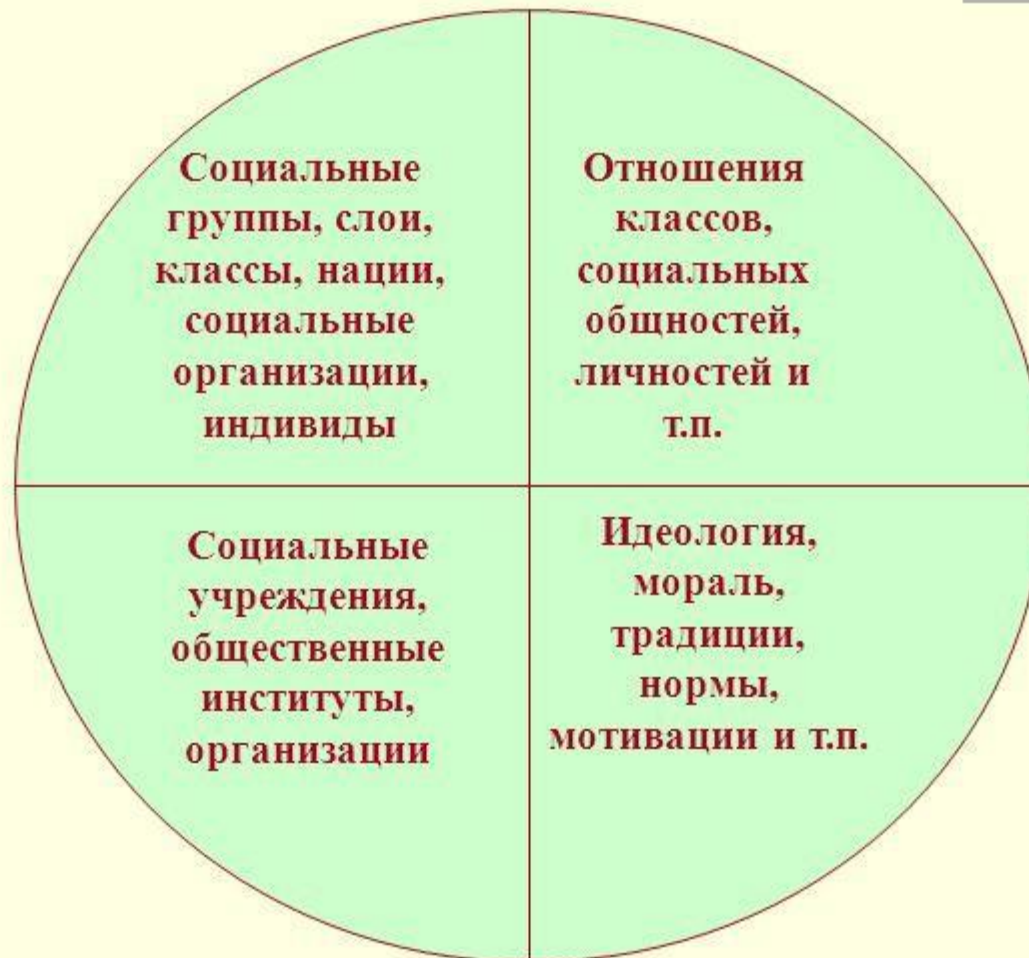 Социальные
группы, слои,
классы, нации,
социальные
организации,
индивиды
Отношения
классов,
социальных
общностей,
личностей и
т.п.
Социальные
учреждения,
общественные
институты,
организации
Идеология,
мораль,
традиции,
нормы,
мотивации и т.п.